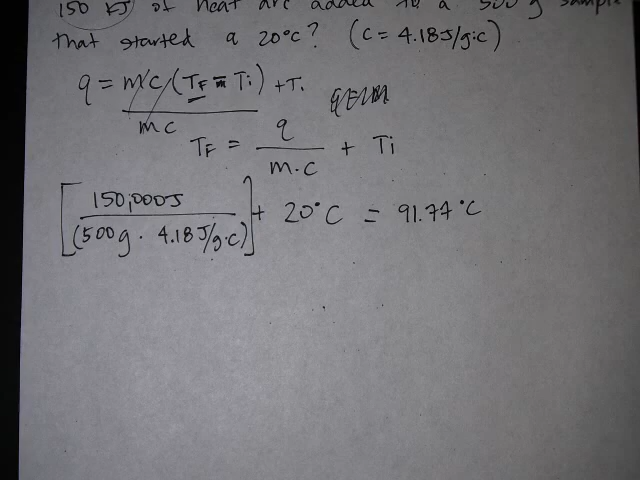 150 KJ of heat are added to a 500 g sample
that started a 20°C? (C = 4.18J/g·c)
q = mc(TF - Ti) + Ti
mc
TF = q / m·c + Ti
[150,000J / (500g · 4.18J/g·c)] + 20°C = 91.77°C